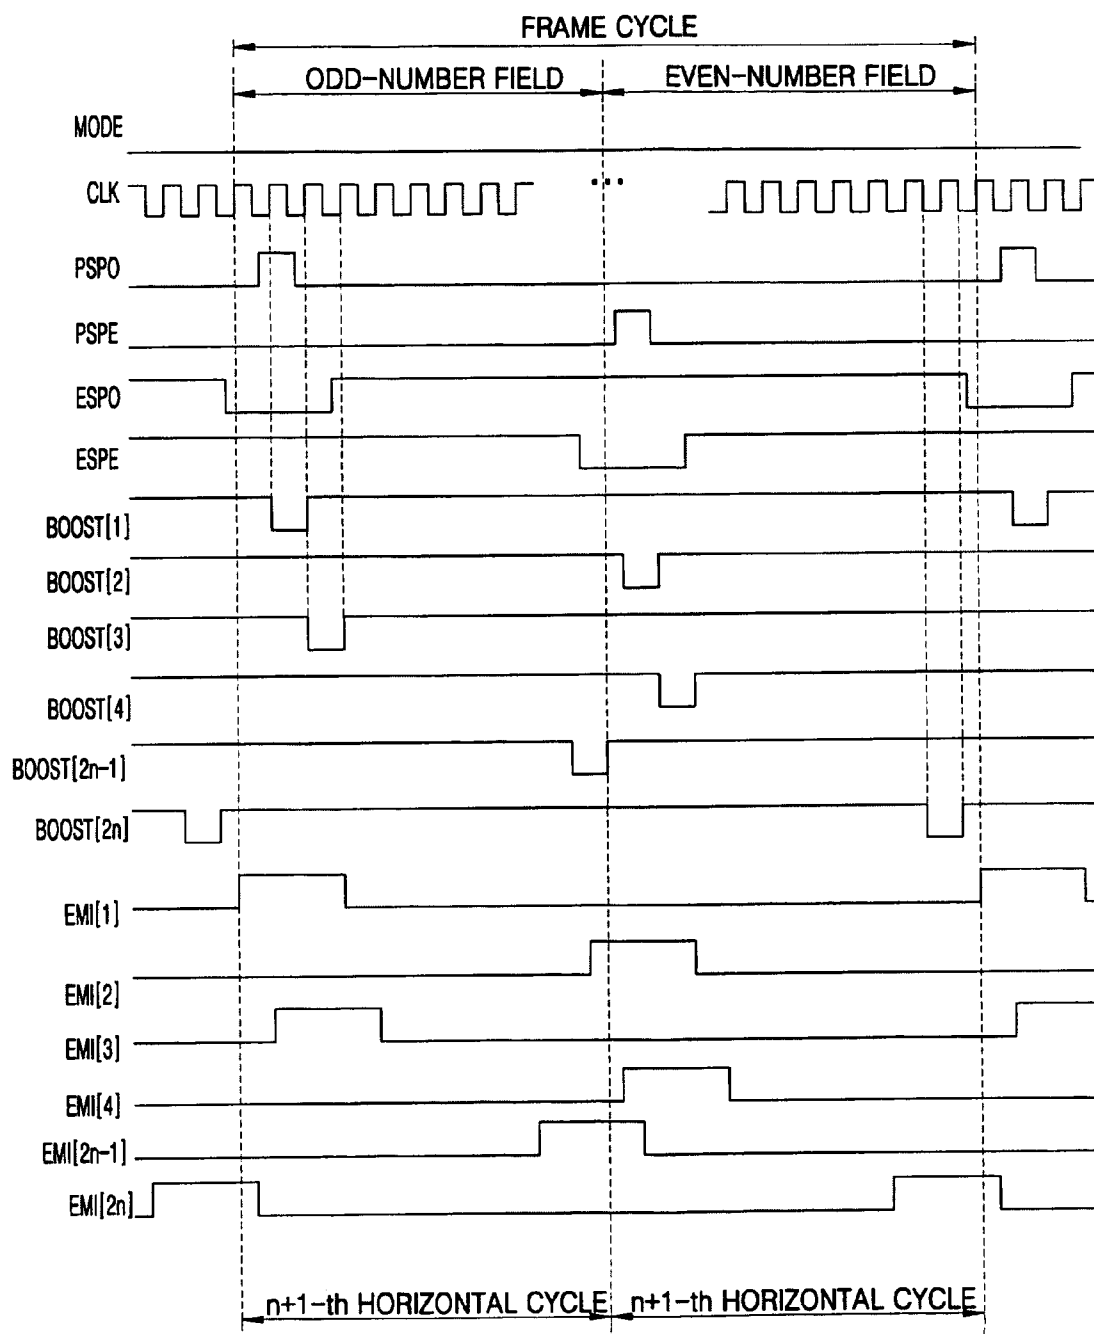 FRAME CYCLE
ODD-NUMBER FIELD
EVEN-NUMBER FIELD
MODE
CLK
...
PSPO
PSPE
ESPO
ESPE
BOOST[1]
BOOST[2]
BOOST[3]
BOOST[4]
BOOST[2n-1]
BOOST[2n]
EMI[1]
EMI[2]
EMI[3]
EMI[4]
EMI[2n-1]
EMI[2n]
n+1-th HORIZONTAL CYCLE
n+1-th HORIZONTAL CYCLE